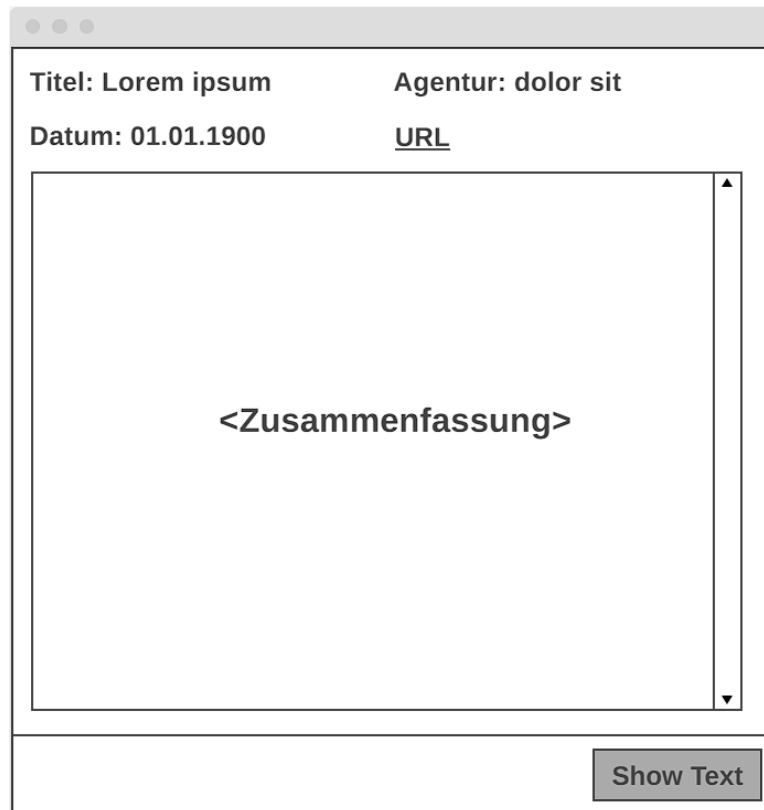 Titel: Lorem ipsum Agentur: dolor sit
Datum: 01.01.1900 URL
<Zusammenfassung>
Show Text